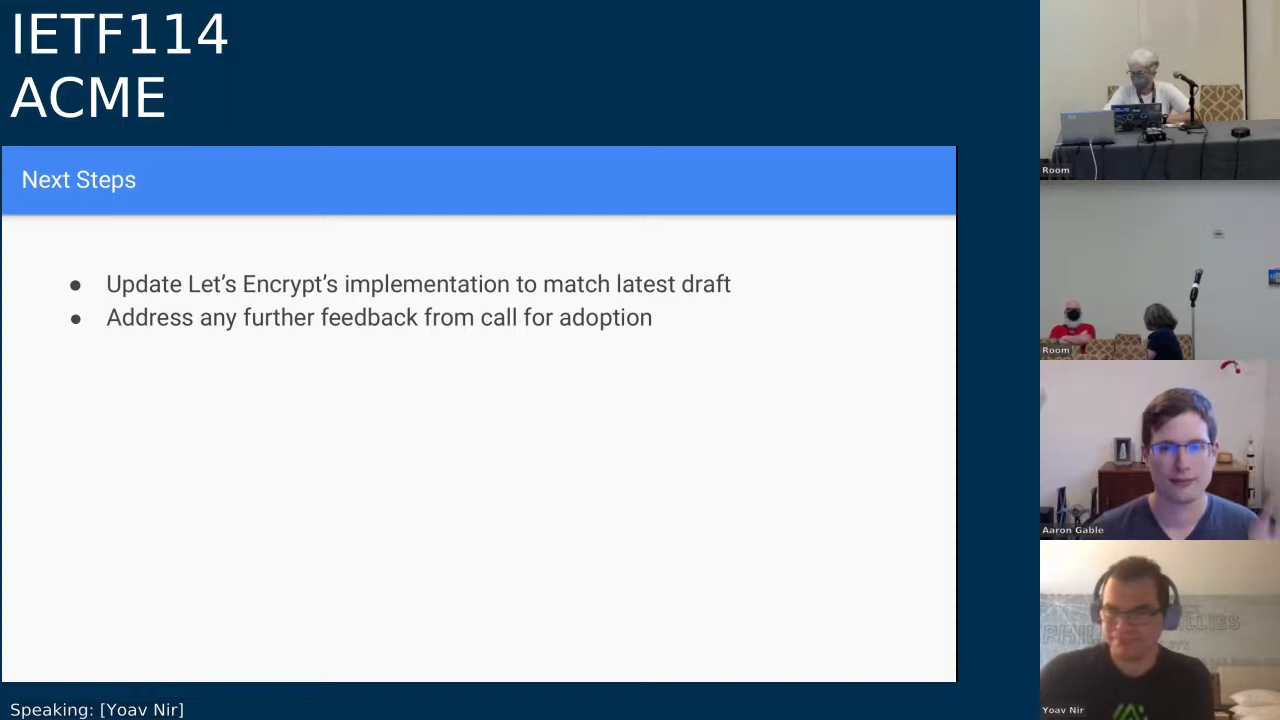 IETF114
ACME
Next Steps
● Update Let's Encrypt's implementation to match latest draft
● Address any further feedback from call for adoption
Speaking: [Yoav Nir]
Room
Room
Aaron Gable
Yoav Nir